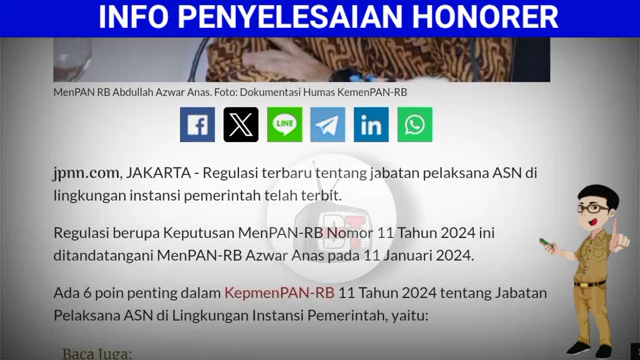 INFO PENYELESAIAN HONORER
MenPAN RB Abdullah Azwar Anas. Foto: Dokumentasi Humas KemenPAN-RB
LINE
jpnn.com, JAKARTA - Regulasi terbaru tentang jabatan pelaksana ASN di
lingkungan instansi pemerintah telah terbit.
Regulasi berupa Keputusan MenPAN-RB Nomor 11 Tahun 2024 ini
ditandatangani MenPAN-RB Azwar Anas pada 11 Januari 2024.
Ada 6 poin penting dalam KepmenPAN-RB 11 Tahun 2024 tentang Jabatan
Pelaksana ASN di Lingkungan Instansi Pemerintah, yaitu:
Baca Juga: